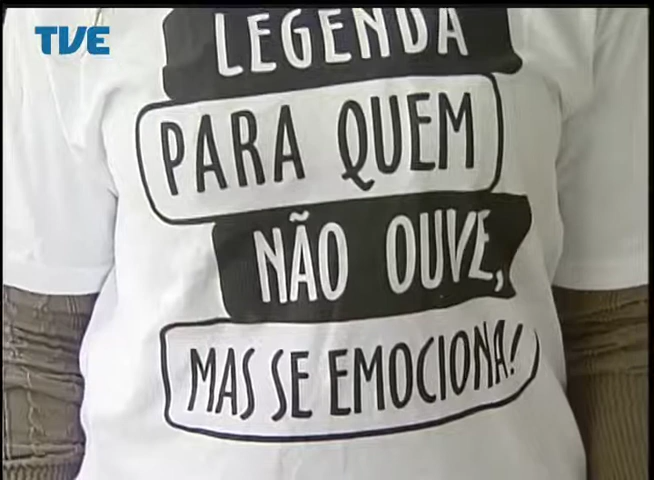 TVE
LEGENDA
PARA QUEM
NÃO OUVE,
MAS SE EMOCIONA!